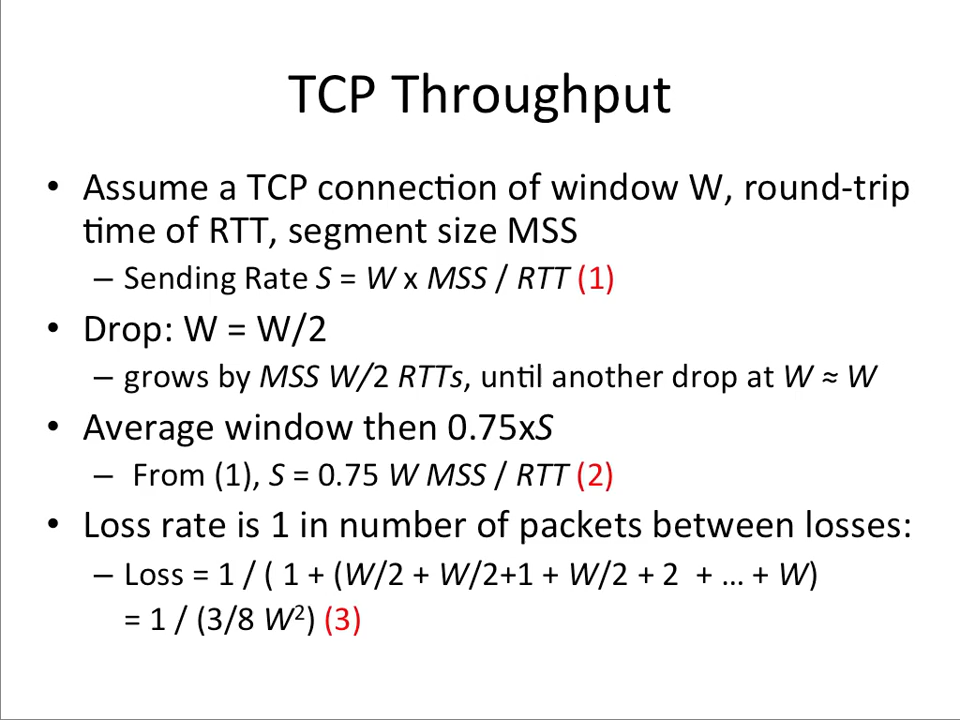 TCP Throughput
• Assume a TCP connection of window W, round-trip
time of RTT, segment size MSS
– Sending Rate S = W x MSS / RTT (1)
• Drop: W = W/2
– grows by MSS W/2 RTTs, until another drop at W ≈ W
• Average window then 0.75xS
– From (1), S = 0.75 W MSS / RTT (2)
• Loss rate is 1 in number of packets between losses:
– Loss = 1 / ( 1 + (W/2 + W/2+1 + W/2 + 2 + … + W)
= 1 / (3/8 W²) (3)